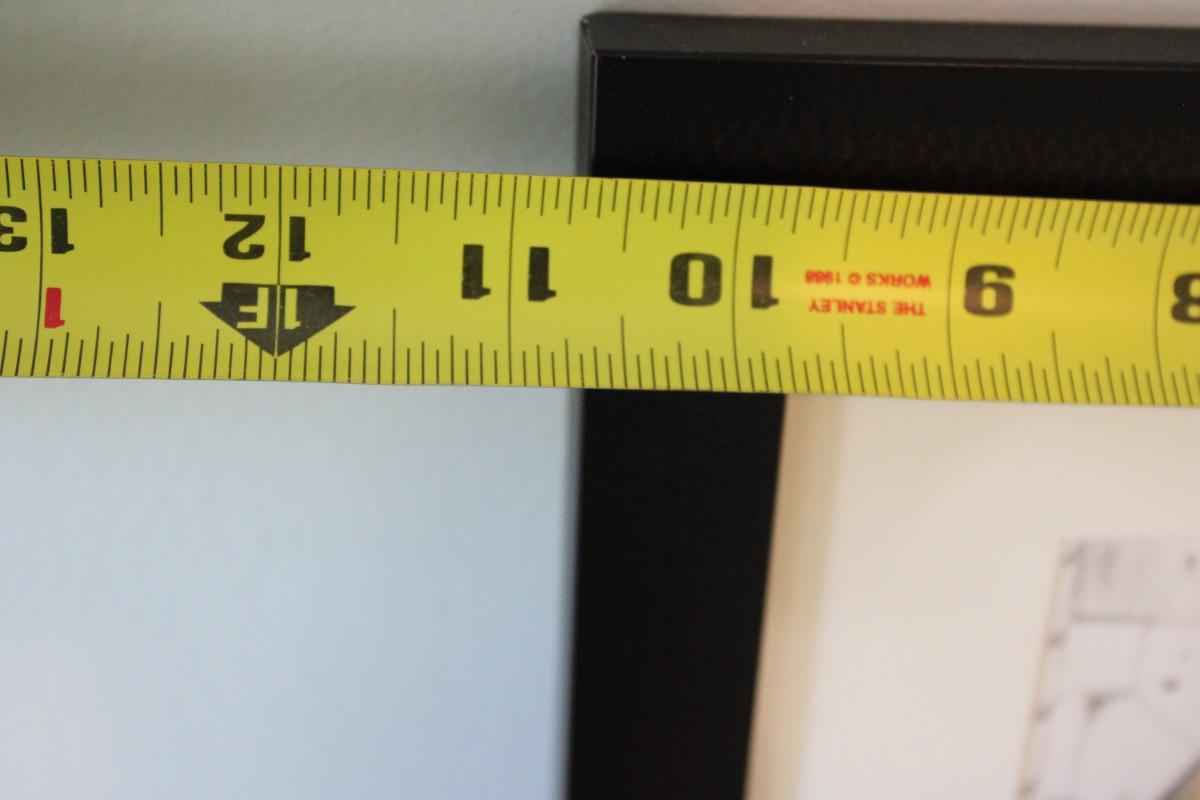 8 9 10 11 12 13
THE STANLEY
WORKS © 1988
1F
1